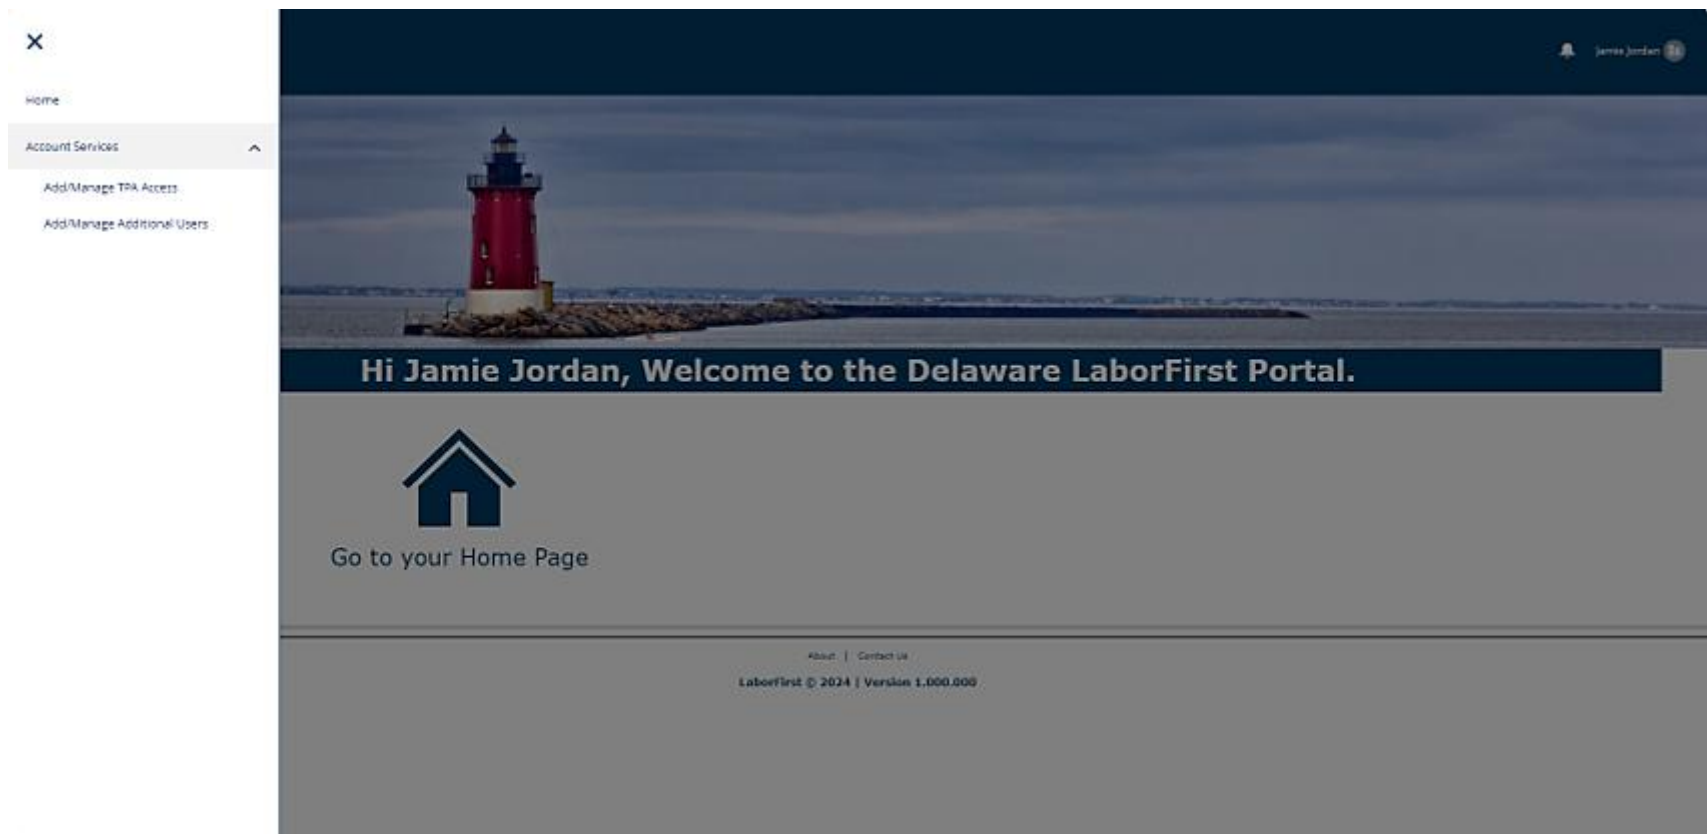 Home
Account Services
Add/Manage TPA Access
Add/Manage Additional Users
Jamie Jordan
Hi Jamie Jordan, Welcome to the Delaware LaborFirst Portal.
Go to your Home Page
About | Contact Us
LaborFirst © 2024 | Version 1.000.000